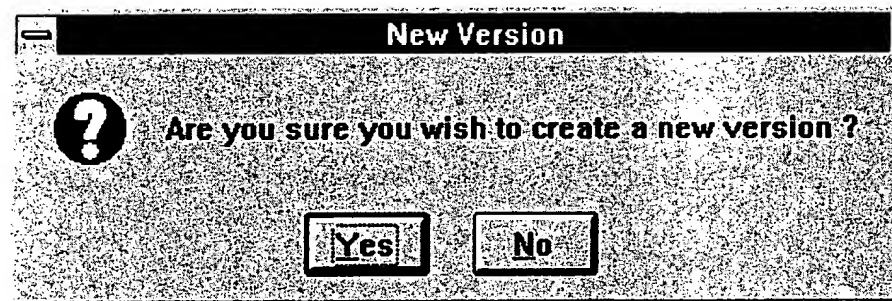 New Version
Are you sure you wish to create a new version ?
Yes
No